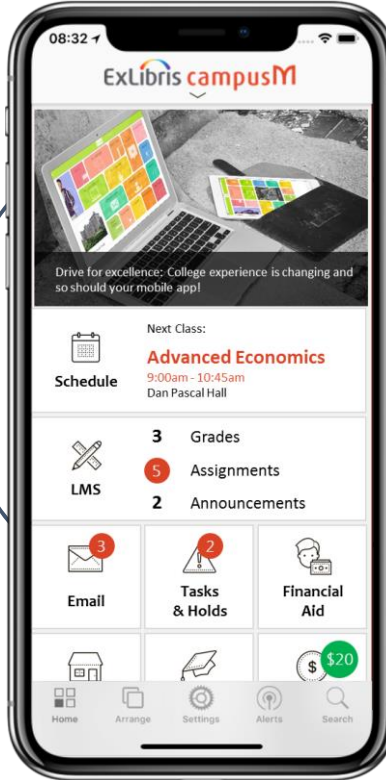 08:32
ExLibris campusM
Drive for excellence: College experience is changing and
so should your mobile app!
Next Class:
Advanced Economics
9:00am - 10:45am
Dan Pascal Hall
Schedule
3 Grades
5 Assignments
2 Announcements
LMS
3
Email
2
Tasks
& Holds
Financial
Aid
$
$20
Home
Arrange
Settings
Alerts
Search